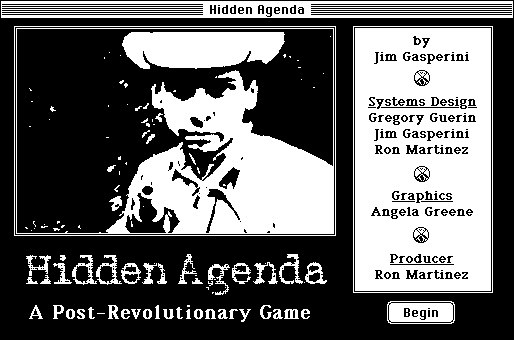 Hidden Agenda
by
Jim Gasperini
Systems Design
Gregory Guerin
Jim Gasperini
Ron Martinez
Graphics
Angela Greene
Producer
Ron Martinez
Hidden Agenda
A Post-Revolutionary Game
Begin